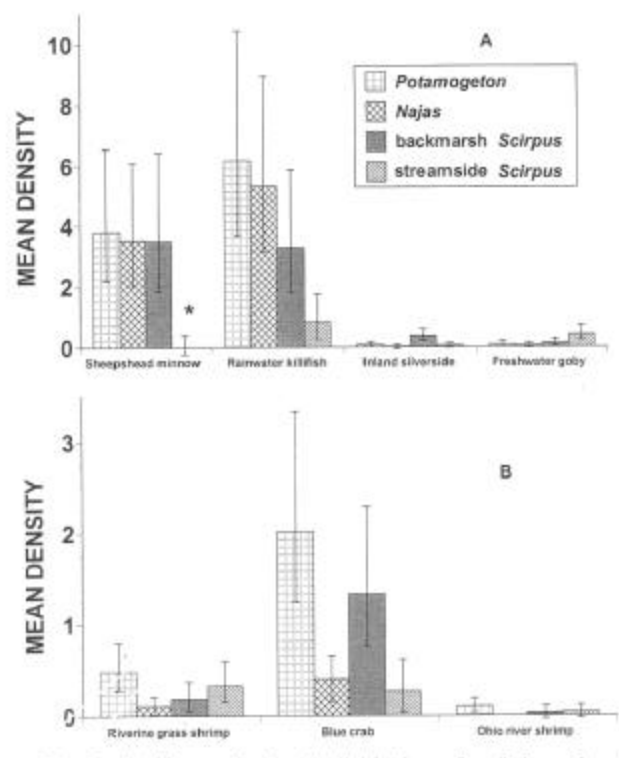 A
10
8
6
4
2
0
MEAN DENSITY
Potamogeton
Najas
backmarsh Scirpus
streamside Scirpus
*
Sheepshead minnow
Rainwater killifish
Inland silverside
Freshwater goby
B
3
2
1
0
MEAN DENSITY
Riverine grass shrimp
Blue crab
Ohio river shrimp